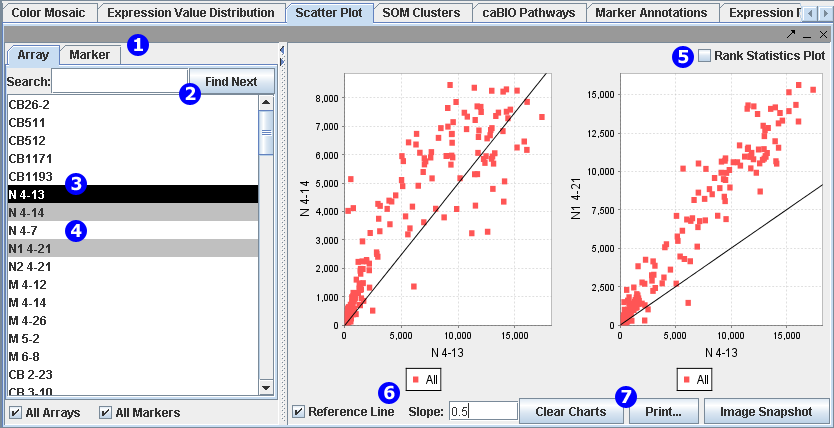 Color Mosaic Expression Value Distribution Scatter Plot SOM Clusters caBIO Pathways Marker Annotations Expression
Array Marker 1
5 Rank Statistics Plot
Search: Find Next
2
CB26-2
CB511
CB512
CB1171
CB1193
3
N 4-13
N 4-14
N 4-7
4
N1 4-21
N2 4-21
M 4-12
M 4-14
M 4-26
M 5-2
M 6-8
CB 2-23
CB 3-10
8,000
7,000
6,000
5,000
4,000
3,000
2,000
1,000
0
N 4-14
0 5,000 10,000 15,000
N 4-13
All
15,000
12,500
10,000
7,500
5,000
2,500
0
N1 4-21
0 5,000 10,000 15,000
N 4-13
All
6 7
All Arrays All Markers Reference Line Slope: 0.5 Clear Charts Print... Image Snapshot